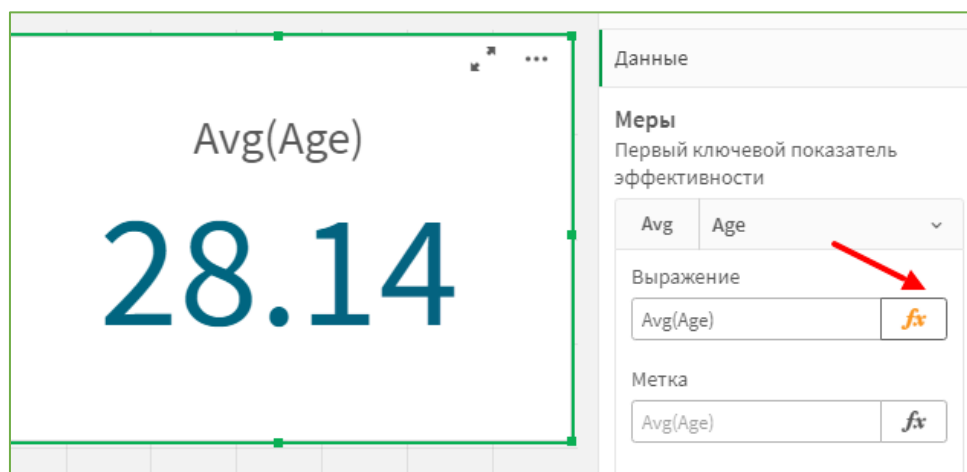 Avg(Age)
28.14
Данные
Меры
Первый ключевой показатель
эффективности
Avg Age
Выражение
Avg(Age) fx
Метка
Avg(Age) fx